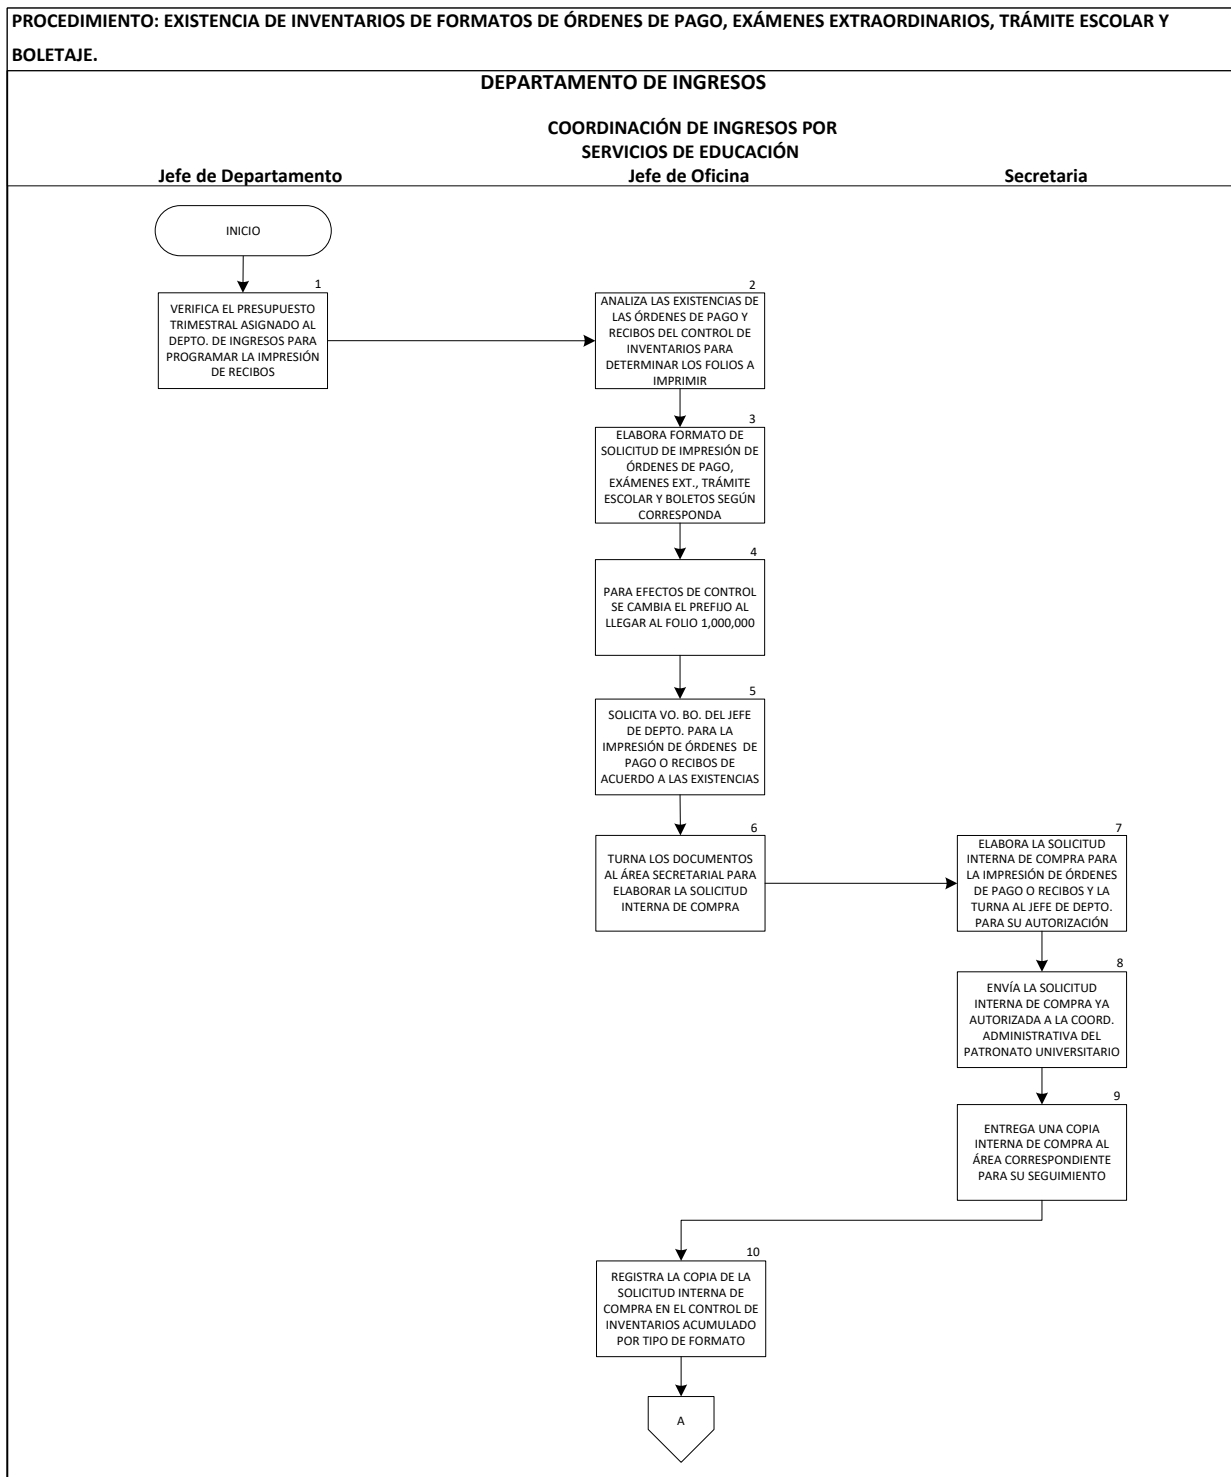 PROCEDIMIENTO: EXISTENCIA DE INVENTARIOS DE FORMATOS DE ÓRDENES DE PAGO, EXÁMENES EXTRAORDINARIOS, TRÁMITE ESCOLAR Y
BOLETAJE.
DEPARTAMENTO DE INGRESOS
COORDINACIÓN DE INGRESOS POR
SERVICIOS DE EDUCACIÓN
Jefe de Departamento
Jefe de Oficina
Secretaria
INICIO
1
VERIFICA EL PRESUPUESTO
TRIMESTRAL ASIGNADO AL
DEPTO. DE INGRESOS PARA
PROGRAMAR LA IMPRESIÓN
DE RECIBOS
2
ANALIZA LAS EXISTENCIAS DE
LAS ÓRDENES DE PAGO Y
RECIBOS DEL CONTROL DE
INVENTARIOS PARA
DETERMINAR LOS FOLIOS A
IMPRIMIR
3
ELABORA FORMATO DE
SOLICITUD DE IMPRESIÓN DE
ÓRDENES DE PAGO,
EXÁMENES EXT., TRÁMITE
ESCOLAR Y BOLETOS SEGÚN
CORRESPONDA
4
PARA EFECTOS DE CONTROL
SE CAMBIA EL PREFIJO AL
LLEGAR AL FOLIO 1,000,000
5
SOLICITA VO. BO. DEL JEFE
DE DEPTO. PARA LA
IMPRESIÓN DE ÓRDENES DE
PAGO O RECIBOS DE
ACUERDO A LAS EXISTENCIAS
6
TURNA LOS DOCUMENTOS
AL ÁREA SECRETARIAL PARA
ELABORAR LA SOLICITUD
INTERNA DE COMPRA
7
ELABORA LA SOLICITUD
INTERNA DE COMPRA PARA
LA IMPRESIÓN DE ÓRDENES
DE PAGO O RECIBOS Y LA
TURNA AL JEFE DE DEPTO.
PARA SU AUTORIZACIÓN
8
ENVÍA LA SOLICITUD
INTERNA DE COMPRA YA
AUTORIZADA A LA COORD.
ADMINISTRATIVA DEL
PATRONATO UNIVERSITARIO
9
ENTREGA UNA COPIA
INTERNA DE COMPRA AL
ÁREA CORRESPONDIENTE
PARA SU SEGUIMIENTO
10
REGISTRA LA COPIA DE LA
SOLICITUD INTERNA DE
COMPRA EN EL CONTROL DE
INVENTARIOS ACUMULADO
POR TIPO DE FORMATO
A